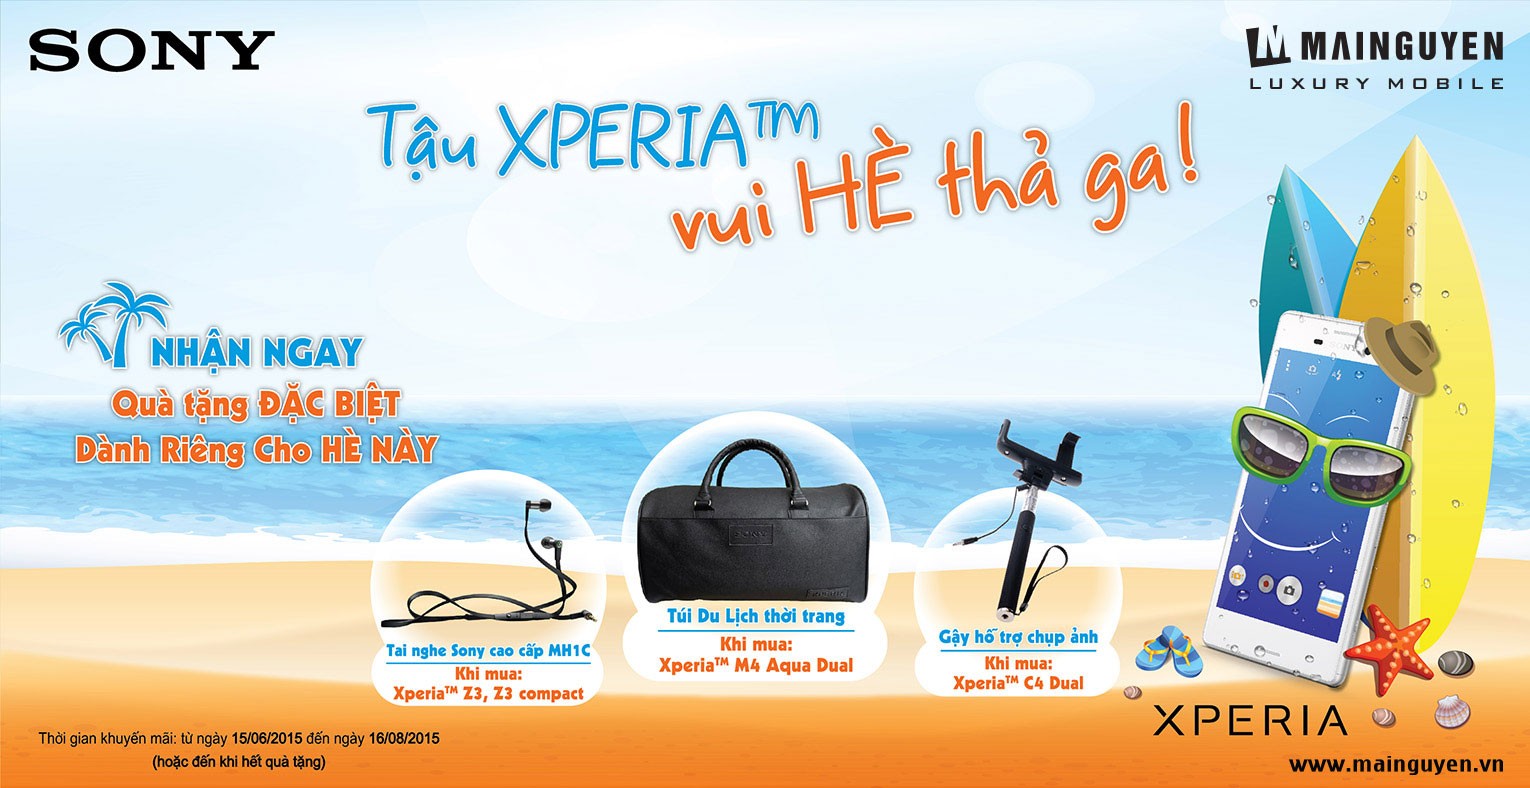 SONY
MAINGUYEN
LUXURY MOBILE
Tậu XPERIA™
vui HÈ thả ga!
NHẬN NGAY
Quà tặng ĐẶC BIỆT
Dành Riêng Cho HÈ NÀY
SONY
SONY
Tai nghe Sony cao cấp MH1C
Khi mua:
Xperia™ Z3, Z3 compact
Túi Du Lịch thời trang
Khi mua:
Xperia™ M4 Aqua Dual
Gậy hỗ trợ chụp ảnh
Khi mua:
Xperia™ C4 Dual
XPERIA
Thời gian khuyến mãi: từ ngày 15/06/2015 đến ngày 16/08/2015
(hoặc đến khi hết quà tặng)
www.mainguyen.vn